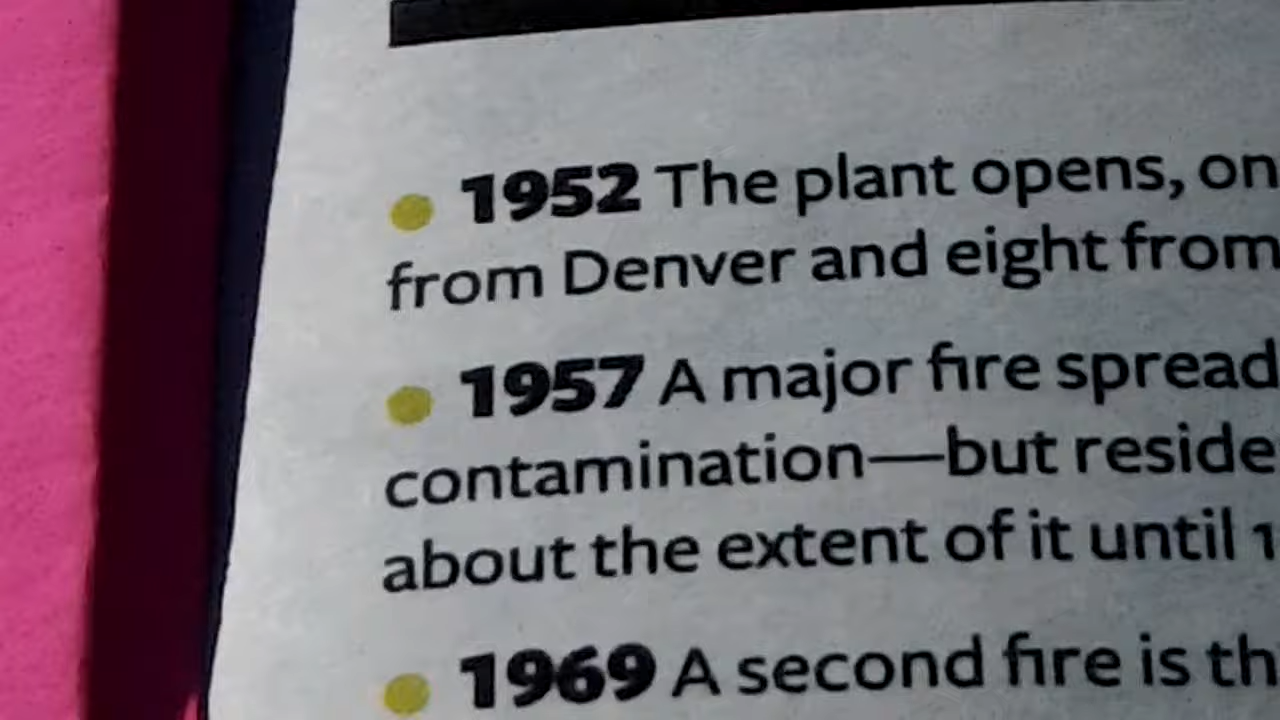 1952 The plant opens, on
from Denver and eight from
1957 A major fire spread
contamination—but reside
about the extent of it until 1
1969 A second fire is th